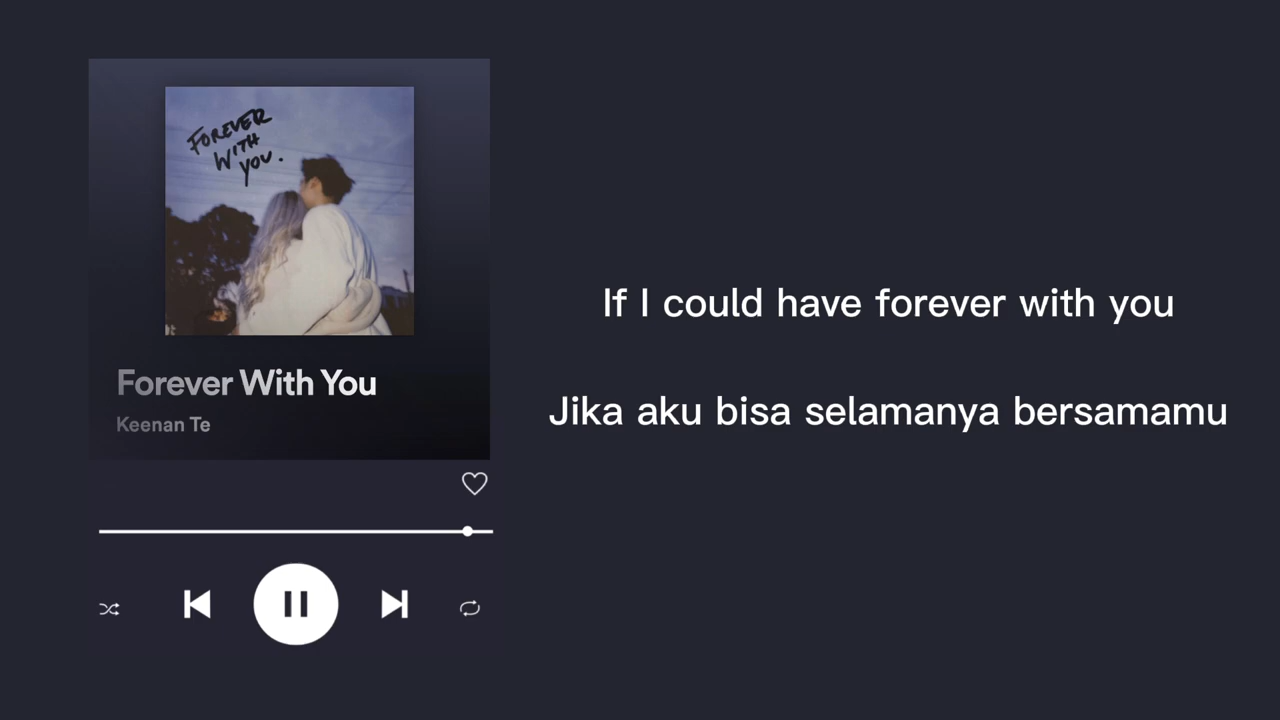 FOREVER
WITH
YOU.
Forever With You
Keenan Te
If I could have forever with you
Jika aku bisa selamanya bersamamu